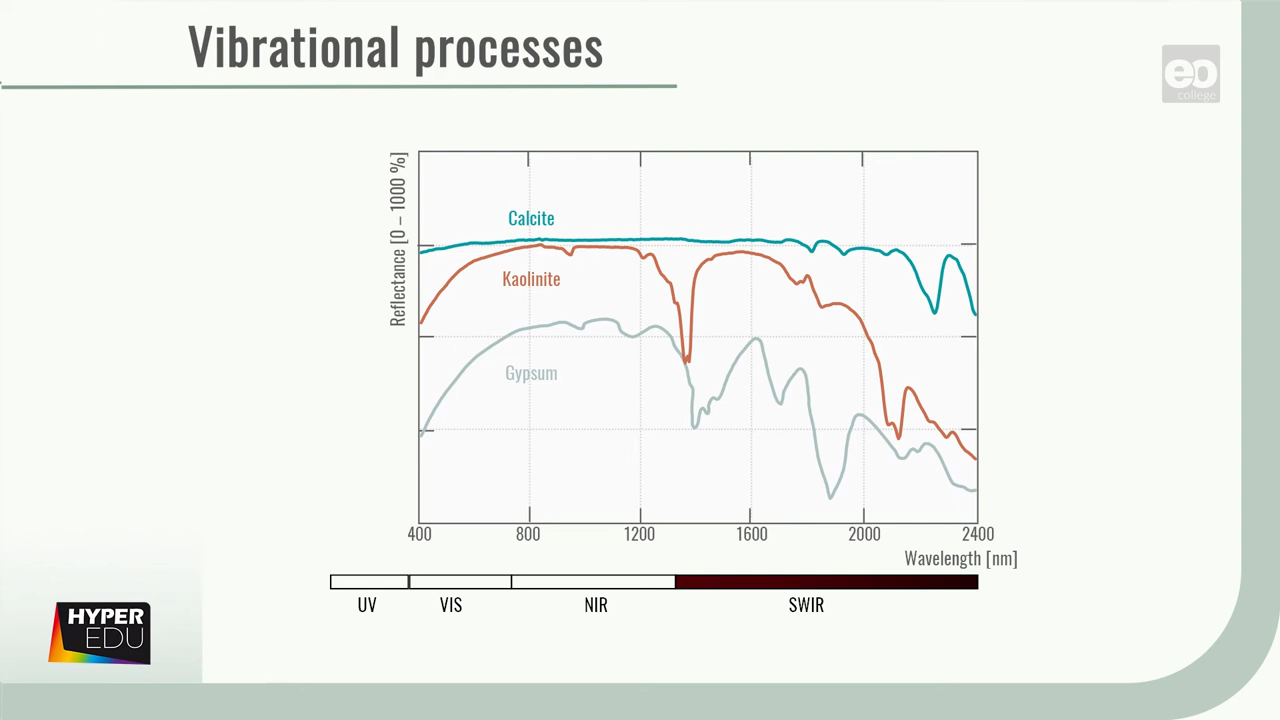 Vibrational processes
eo
college
Reflectance [0 – 1000 %]
Calcite
Kaolinite
Gypsum
400 800 1200 1600 2000 2400
Wavelength [nm]
UV VIS NIR SWIR
HYPER
EDU